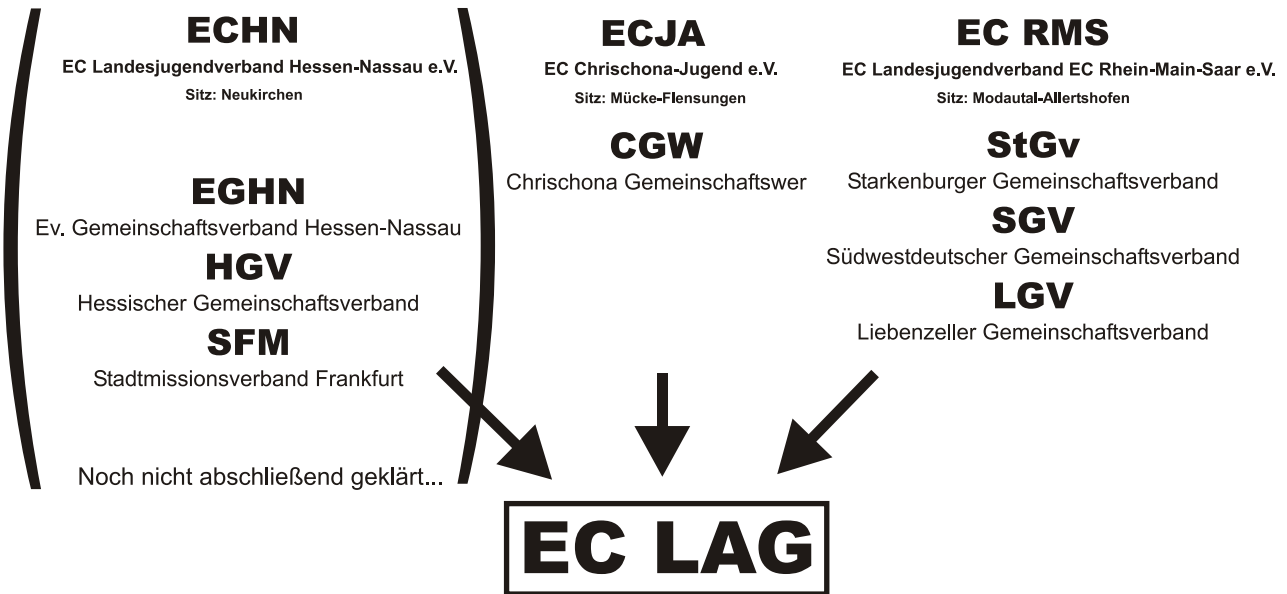 ECHN
EC Landesjugendverband Hessen-Nassau e.V.
Sitz: Neukirchen
EGHN
Ev. Gemeinschaftsverband Hessen-Nassau
HGV
Hessischer Gemeinschaftsverband
SFM
Stadtmissionsverband Frankfurt
Noch nicht abschließend geklärt...
ECJA
EC Chrischona-Jugend e.V.
Sitz: Mücke-Flensungen
CGW
Chrischona Gemeinschaftswer
EC RMS
EC Landesjugendverband EC Rhein-Main-Saar e.V.
Sitz: Modautal-Allertshofen
StGv
Starkenburger Gemeinschaftsverband
SGV
Südwestdeutscher Gemeinschaftsverband
LGV
Liebenzeller Gemeinschaftsverband
EC LAG